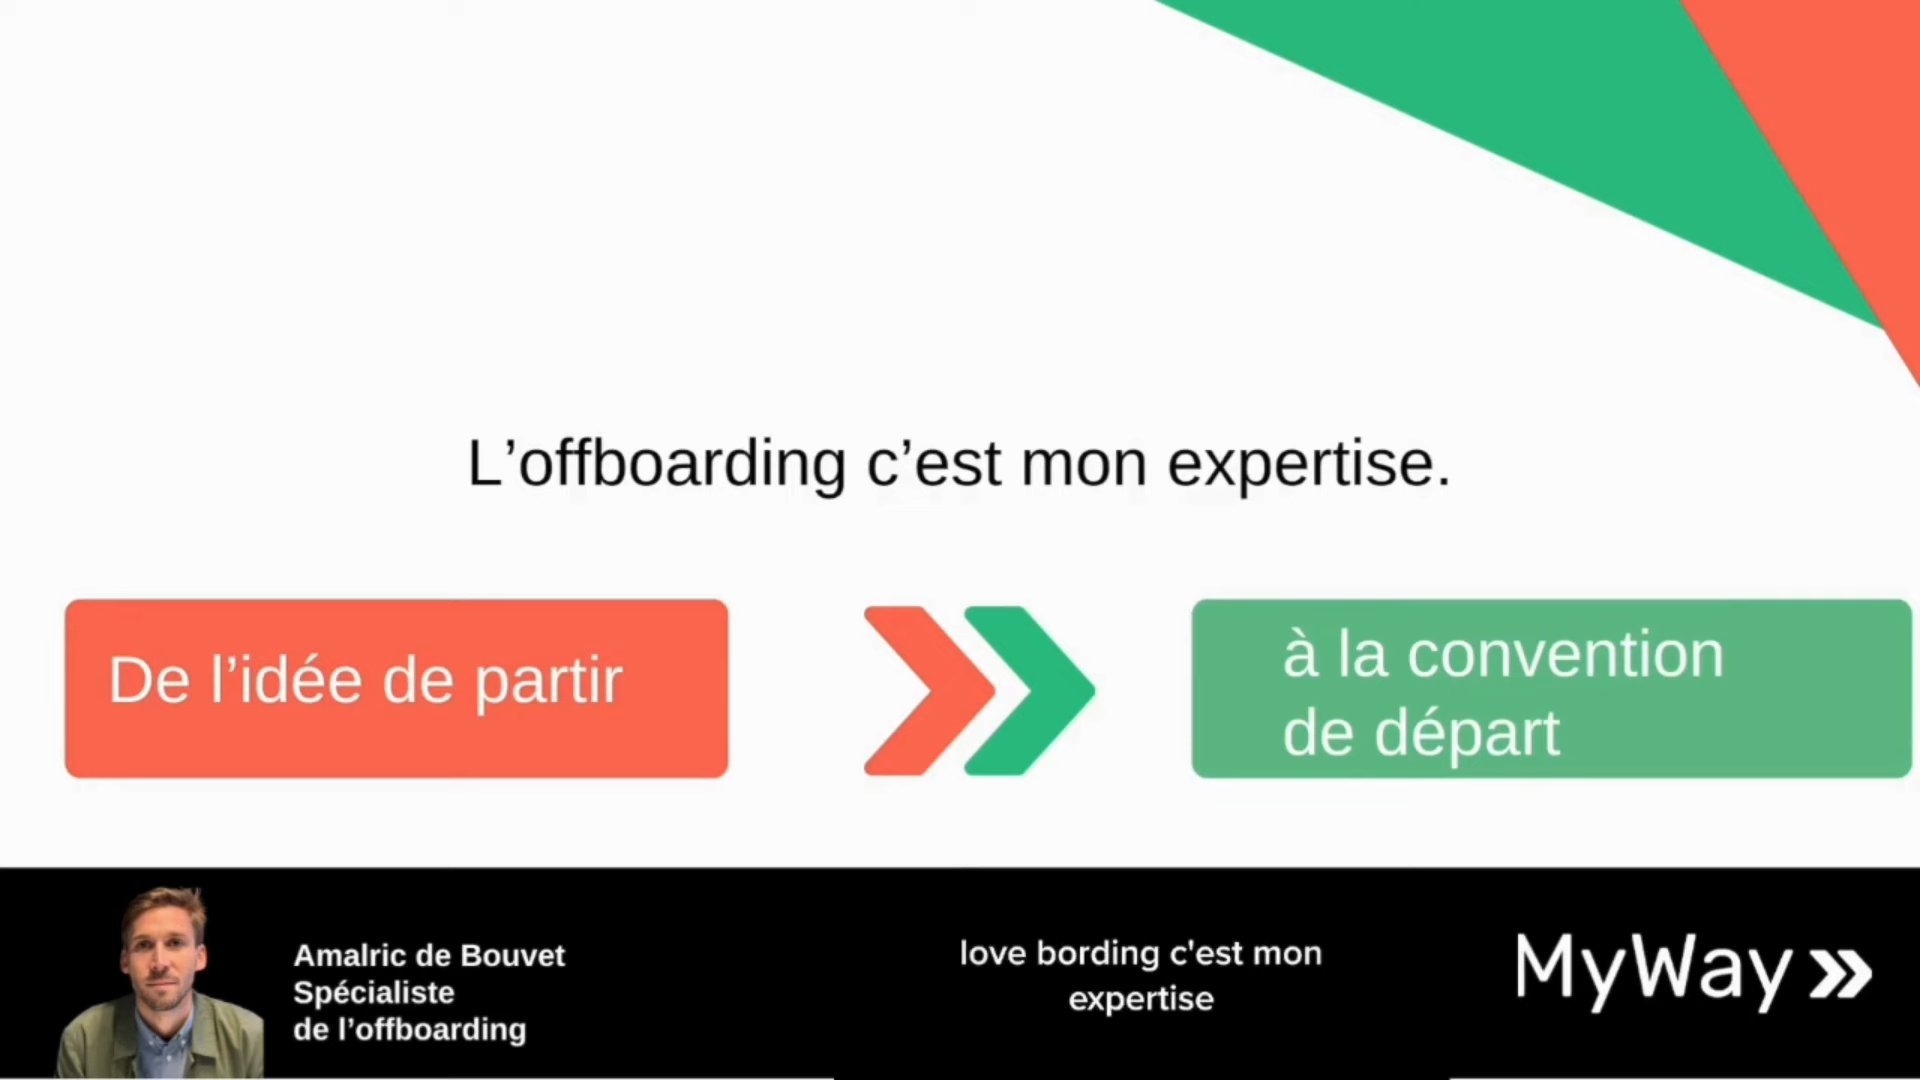 L’offboarding c’est mon expertise.
De l’idée de partir
à la convention
de départ
Amalric de Bouvet
Spécialiste
de l’offboarding
love bording c'est mon
expertise
MyWay